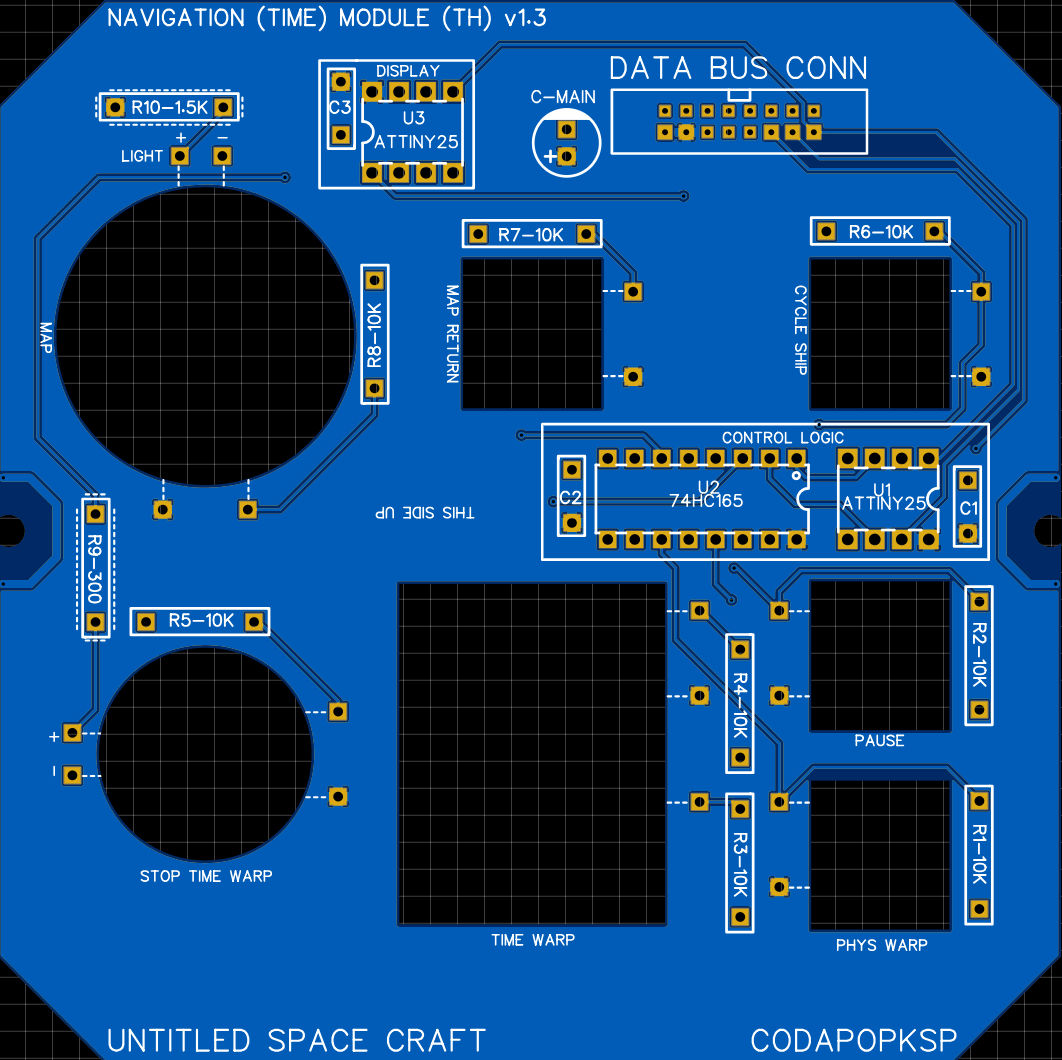 NAVIGATION (TIME) MODULE (TH) v1.3
DISPLAY
DATA BUS CONN
C-MAIN
R10-1.5K
C3
U3
ATTINY25
+
-
LIGHT
+
R7-10K
R6-10K
MAP
R8-10K
MAP RETURN
CYCLE SHIP
CONTROL LOGIC
C2
U2
74HC165
U1
ATTINY25
C1
THIS SIDE UP
R9-300
R5-10K
R4-10K
R2-10K
+
-
PAUSE
R3-10K
R1-10K
STOP TIME WARP
TIME WARP
PHYS WARP
UNTITLED SPACE CRAFT
CODAPOPKSP